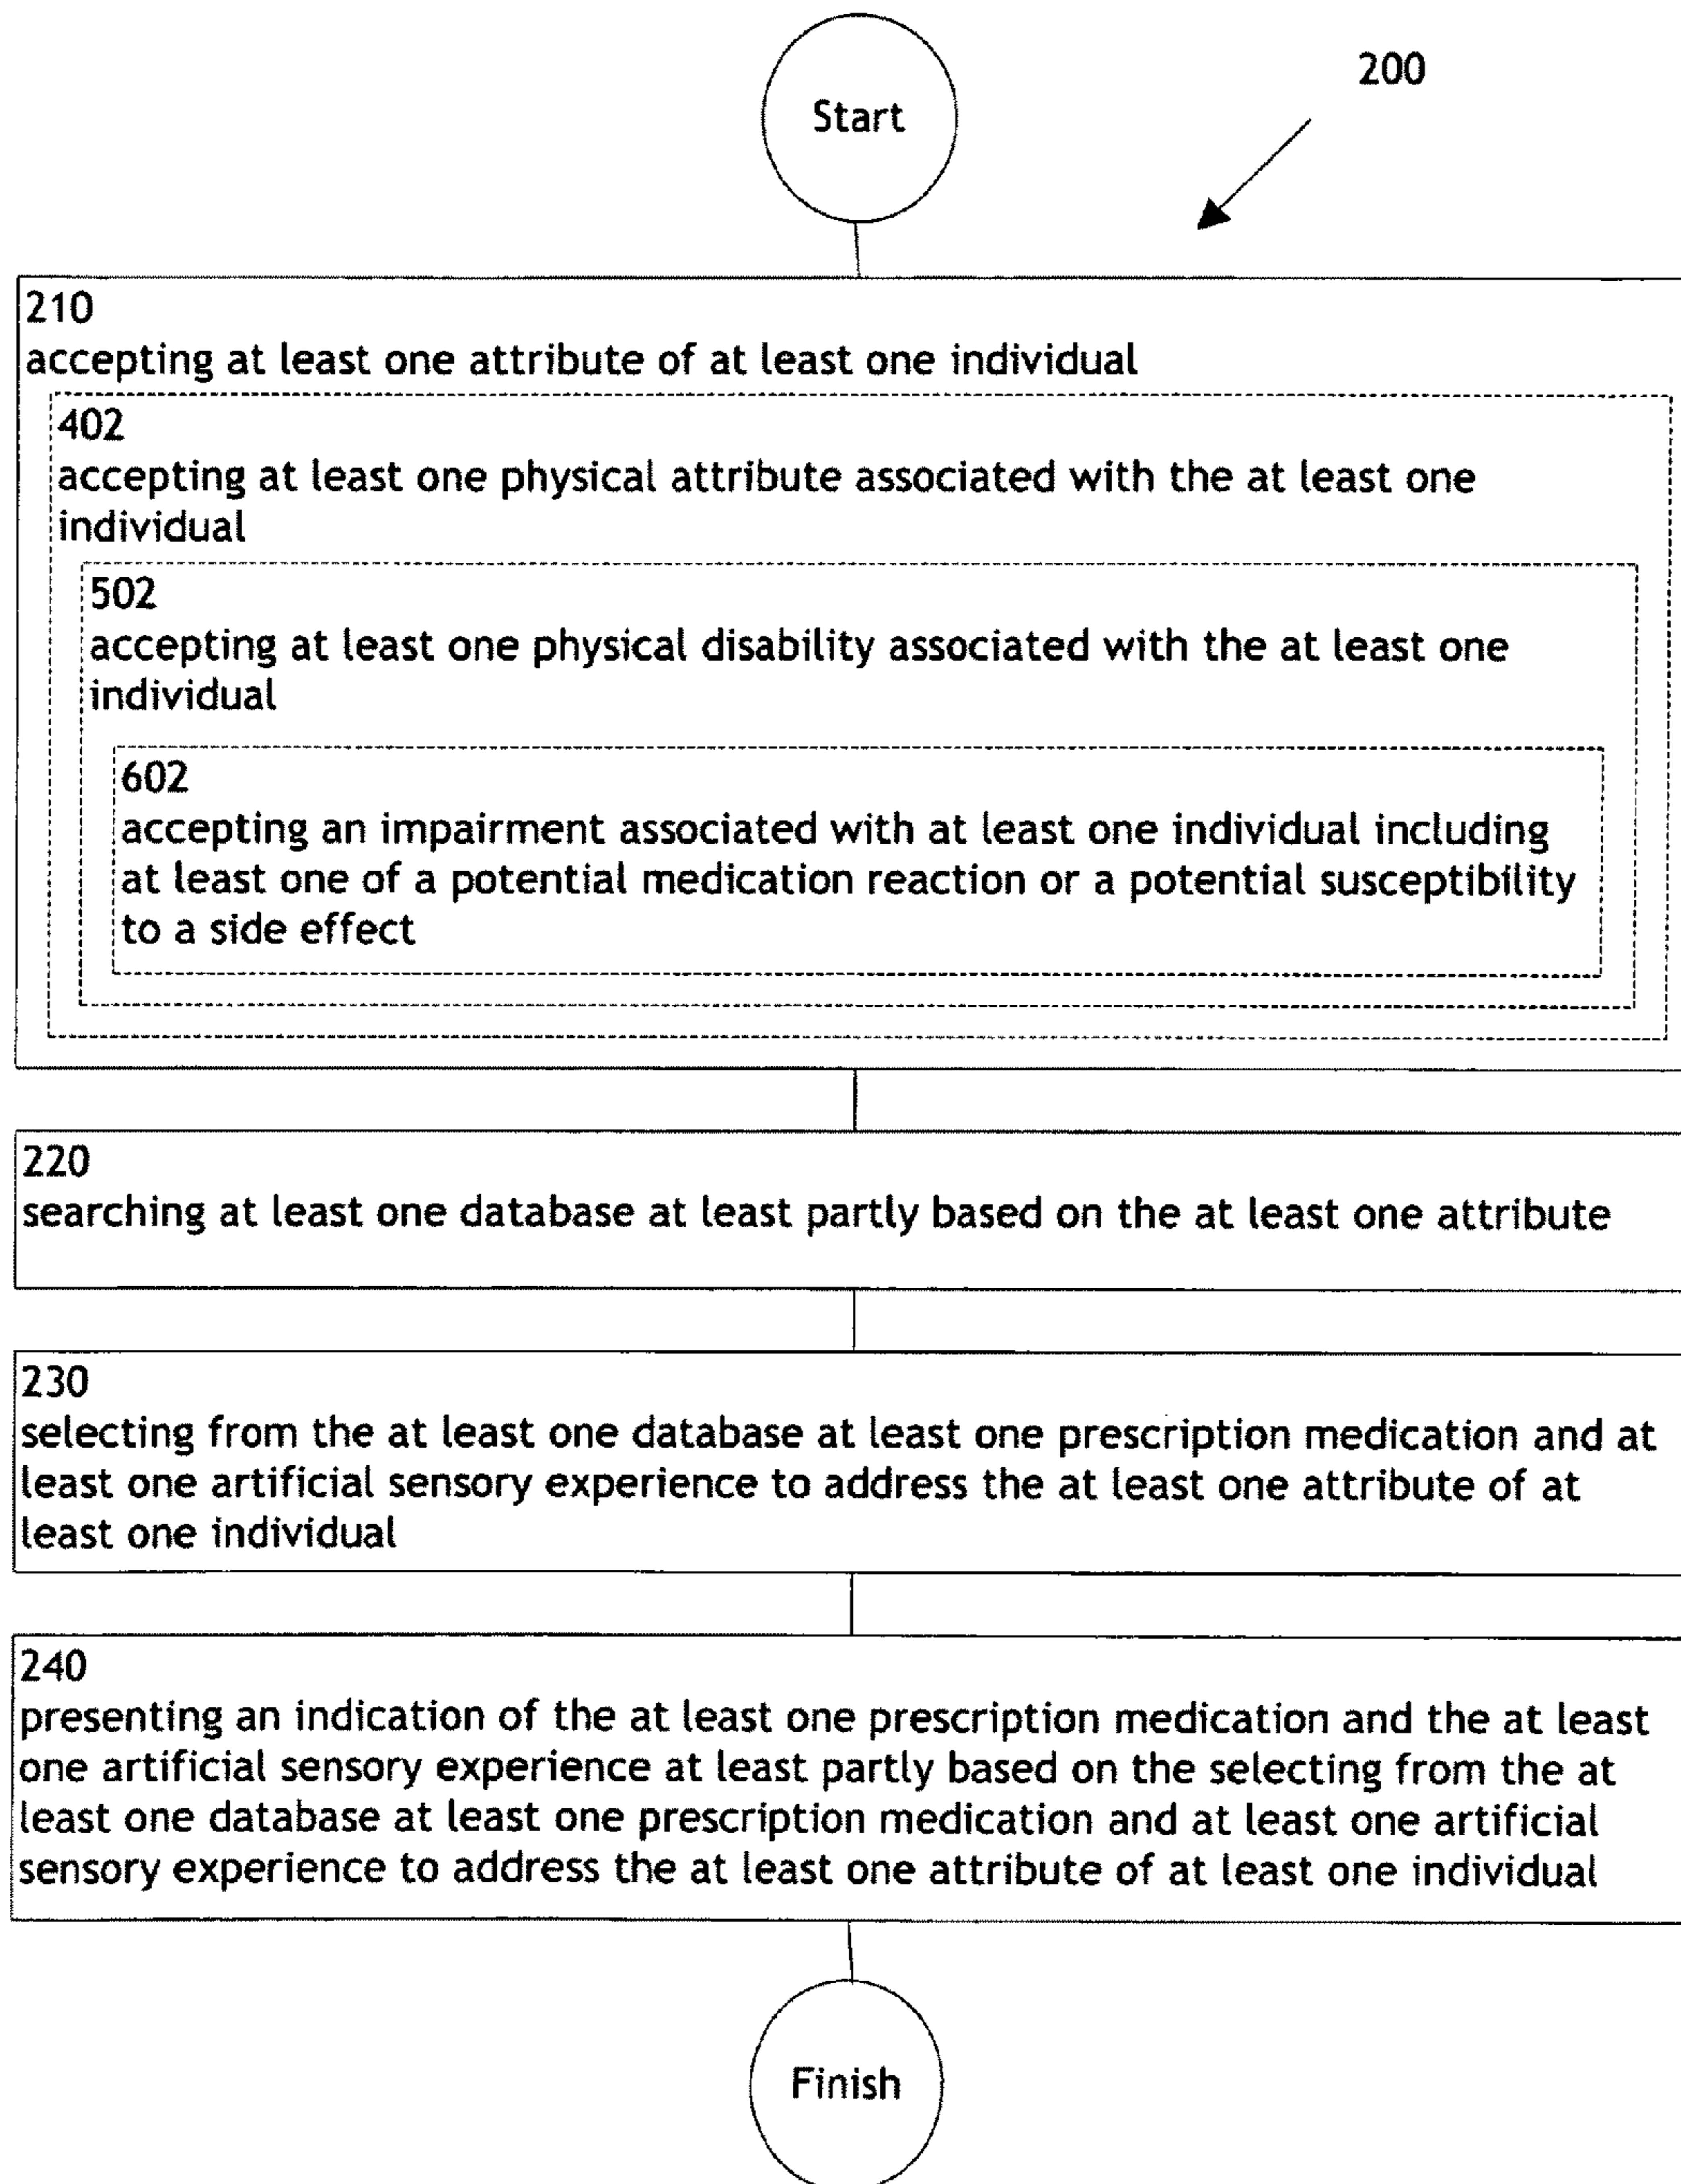 Start
200
210
accepting at least one attribute of at least one individual
402
accepting at least one physical attribute associated with the at least one
individual
502
accepting at least one physical disability associated with the at least one
individual
602
accepting an impairment associated with at least one individual including
at least one of a potential medication reaction or a potential susceptibility
to a side effect
220
searching at least one database at least partly based on the at least one attribute
230
selecting from the at least one database at least one prescription medication and at
least one artificial sensory experience to address the at least one attribute of at
least one individual
240
presenting an indication of the at least one prescription medication and the at least
one artificial sensory experience at least partly based on the selecting from the at
least one database at least one prescription medication and at least one artificial
sensory experience to address the at least one attribute of at least one individual
Finish